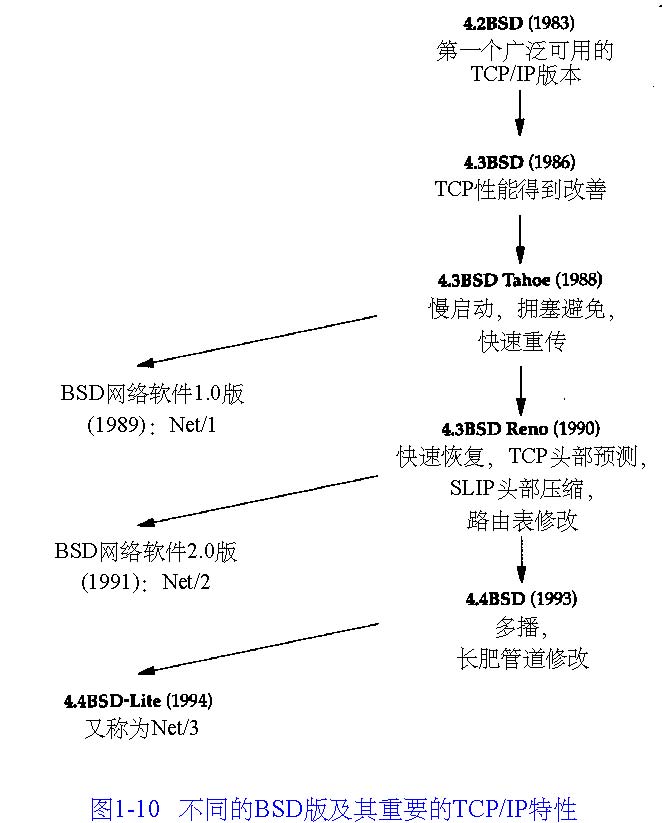 4.2BSD (1983)
第一个广泛可用的
TCP/IP版本
4.3BSD (1986)
TCP性能得到改善
4.3BSD Tahoe (1988)
慢启动，拥塞避免，
快速重传
BSD网络软件1.0版
(1989)：Net/1
4.3BSD Reno (1990)
快速恢复，TCP头部预测，
SLIP头部压缩，
路由表修改
BSD网络软件2.0版
(1991)：Net/2
4.4BSD (1993)
多播，
长肥管道修改
4.4BSD-Lite (1994)
又称为Net/3
图1-10 不同的BSD版及其重要的TCP/IP特性